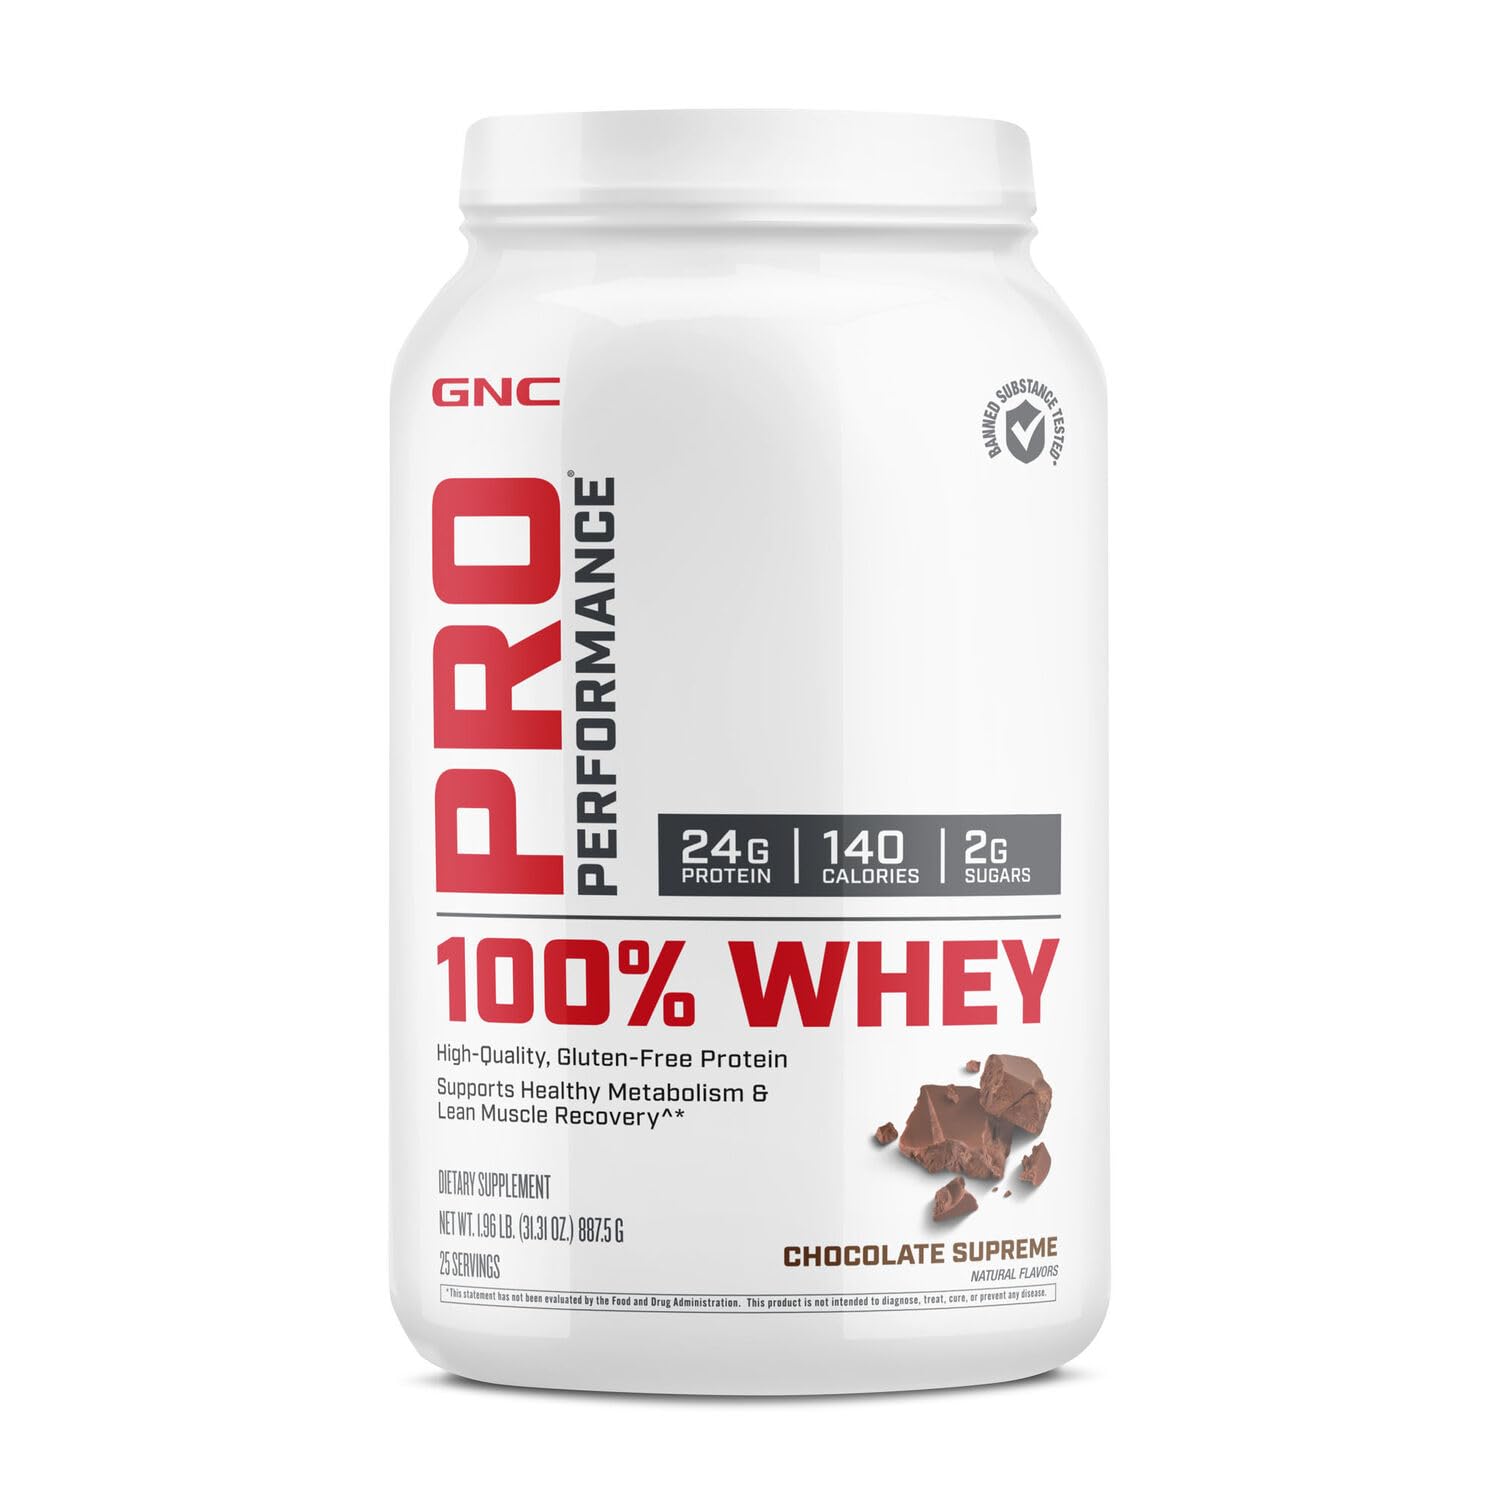 GNC
BANNED SUBSTANCE TESTED*
PRO
PERFORMANCE®
24G | 140 | 2G
PROTEIN CALORIES SUGARS
100% WHEY
High-Quality, Gluten-Free Protein
Supports Healthy Metabolism &
Lean Muscle Recovery^*
DIETARY SUPPLEMENT
NET WT. 1.96 LB. (31.31 OZ.) 887.5 G
25 SERVINGS
CHOCOLATE SUPREME
NATURAL FLAVORS
*This statement has not been evaluated by the Food and Drug Administration. This product is not intended to diagnose, treat, cure, or prevent any disease.